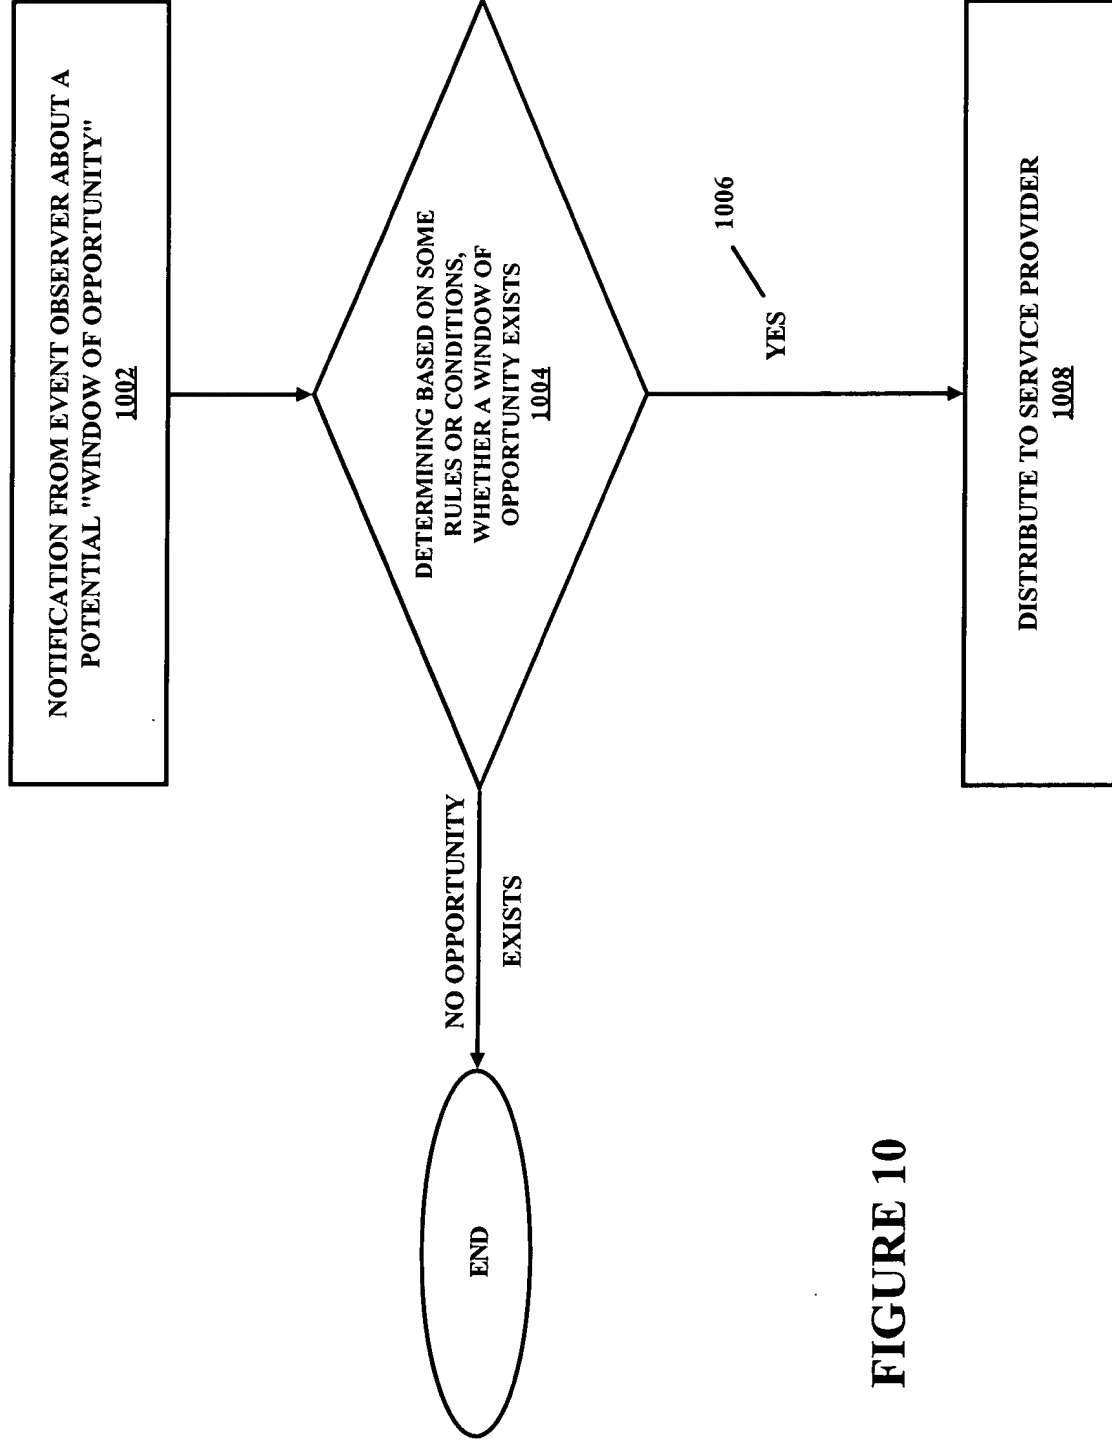 NOTIFICATION FROM EVENT OBSERVER ABOUT A
POTENTIAL "WINDOW OF OPPORTUNITY"
1002
DETERMINING BASED ON SOME
RULES OR CONDITIONS,
WHETHER A WINDOW OF
OPPORTUNITY EXISTS
1004
NO OPPORTUNITY
EXISTS
END
YES
1006
DISTRIBUTE TO SERVICE PROVIDER
1008
FIGURE 10